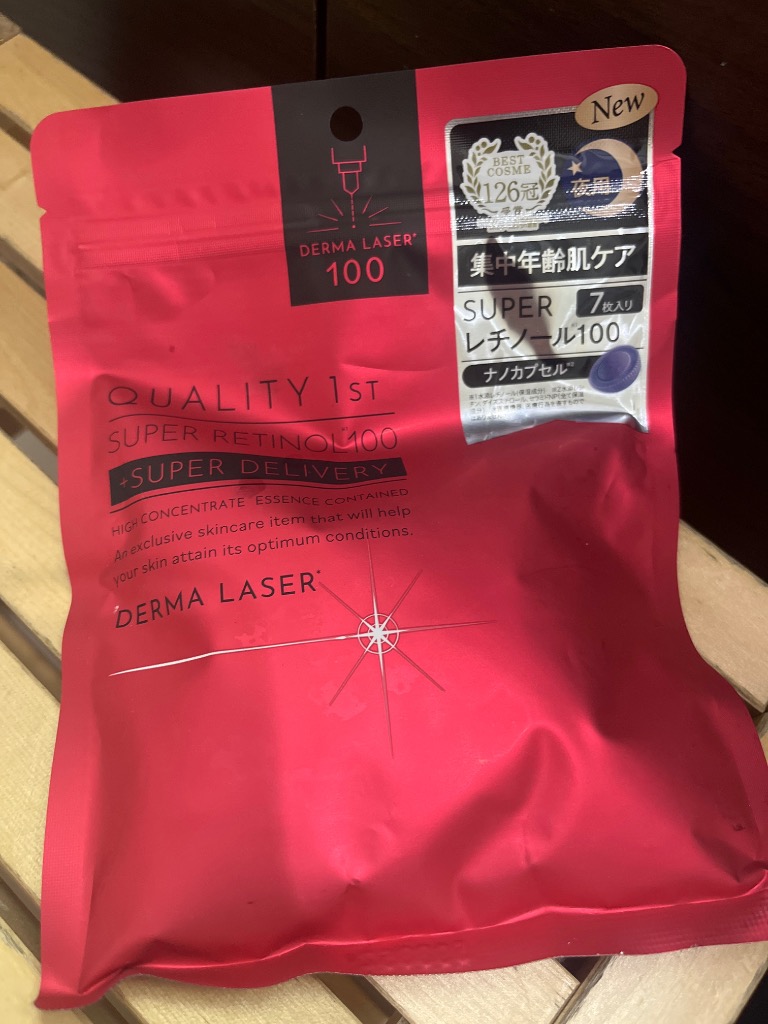 New
BEST
COSME
126冠
夜用
DERMA LASER*
100
集中年齢肌ケア
SUPER
7枚入り
レチノール100
ナノカプセル※2
QUALITY 1ST
SUPER RETINOL※1100
+SUPER DELIVERY
HIGH CONCENTRATE ESSENCE CONTAINED
An exclusive skincare item that will help
your skin attain its optimum conditions.
DERMA LASER*